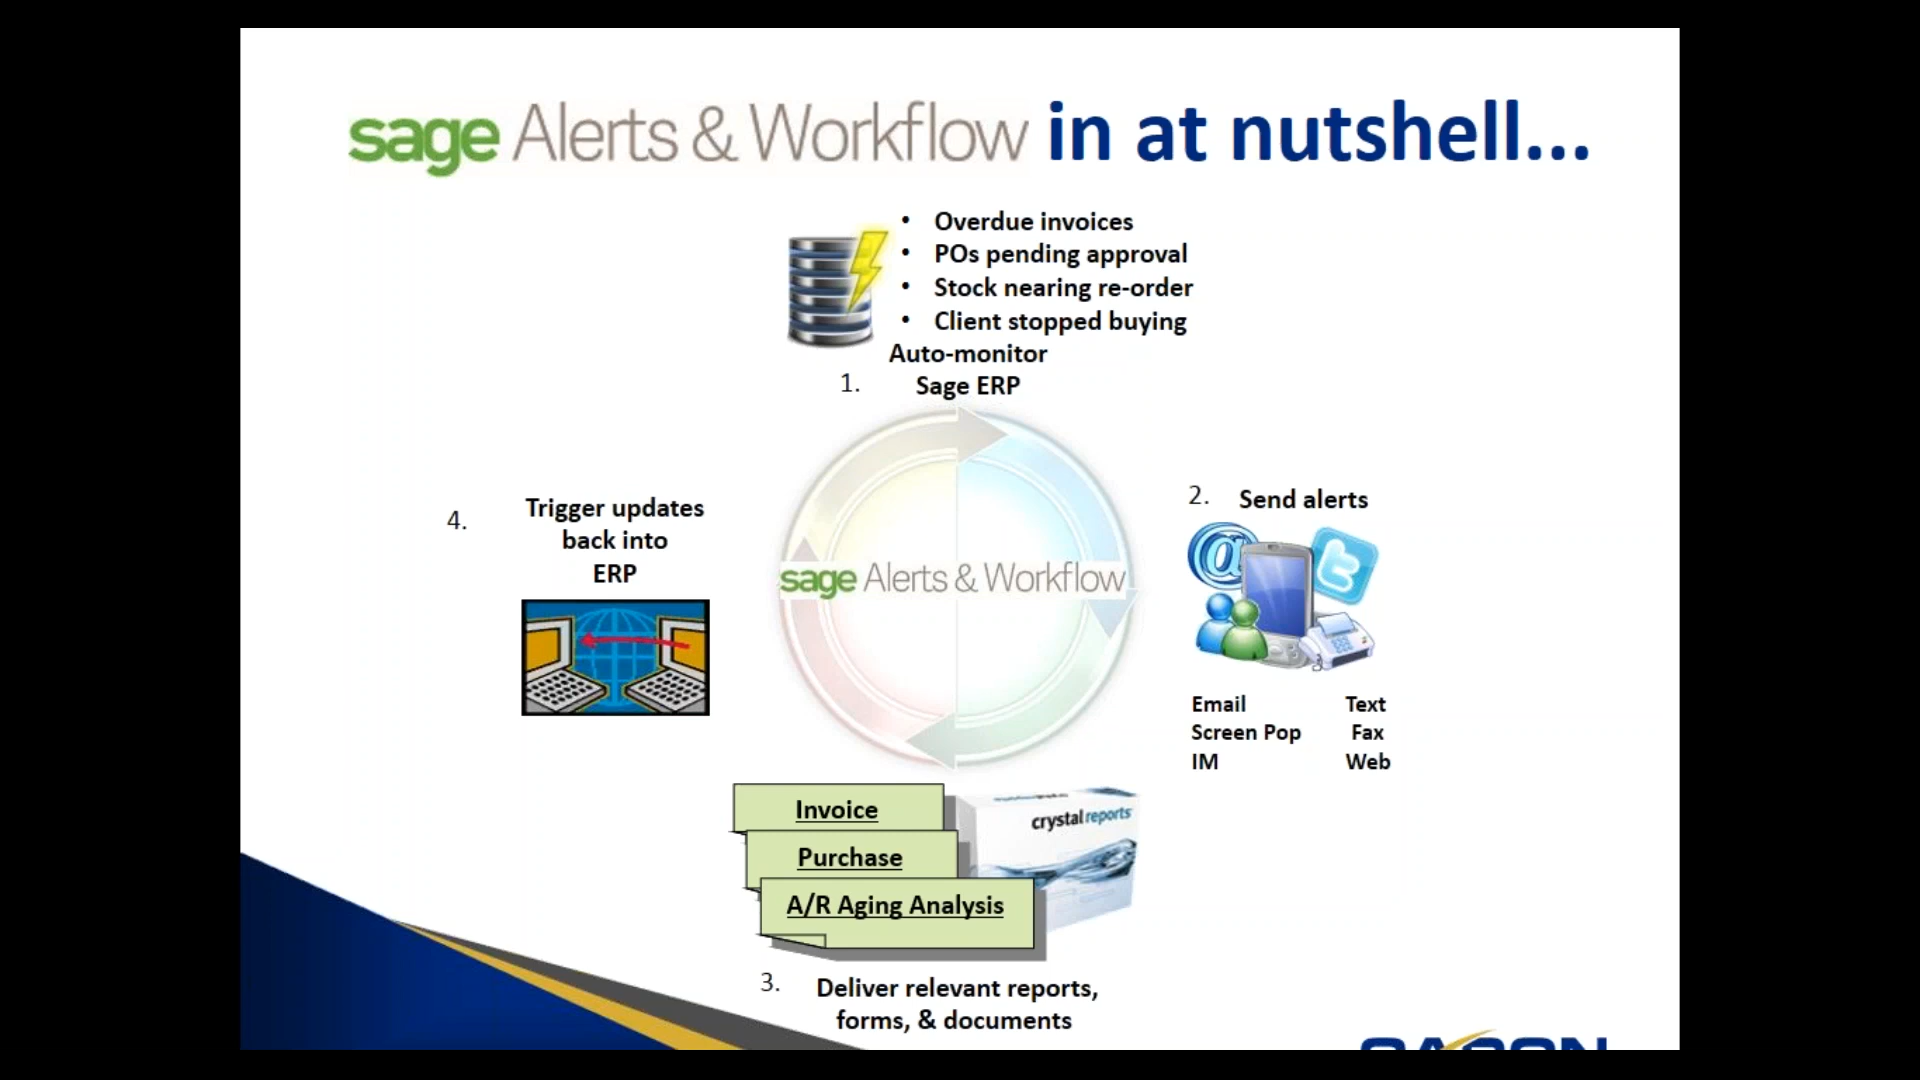 sage Alerts & Workflow in at nutshell...
• Overdue invoices
• POs pending approval
• Stock nearing re-order
• Client stopped buying
Auto-monitor
1. Sage ERP
2. Send alerts
Email Text
Screen Pop Fax
IM Web
sage Alerts & Workflow
4. Trigger updates
back into
ERP
Invoice
Purchase
A/R Aging Analysis
crystal reports
3. Deliver relevant reports,
forms, & documents